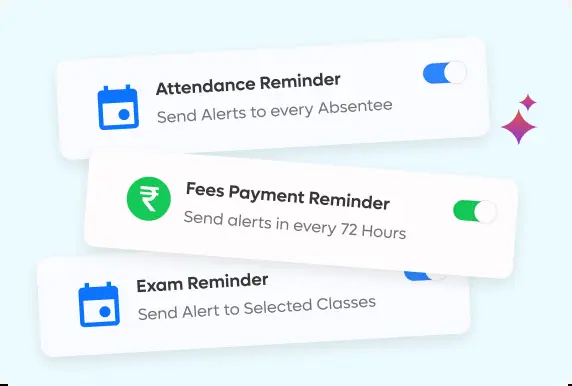 Attendance Reminder
Send Alerts to every Absentee
₹
Fees Payment Reminder
Send alerts in every 72 Hours
Exam Reminder
Send Alert to Selected Classes